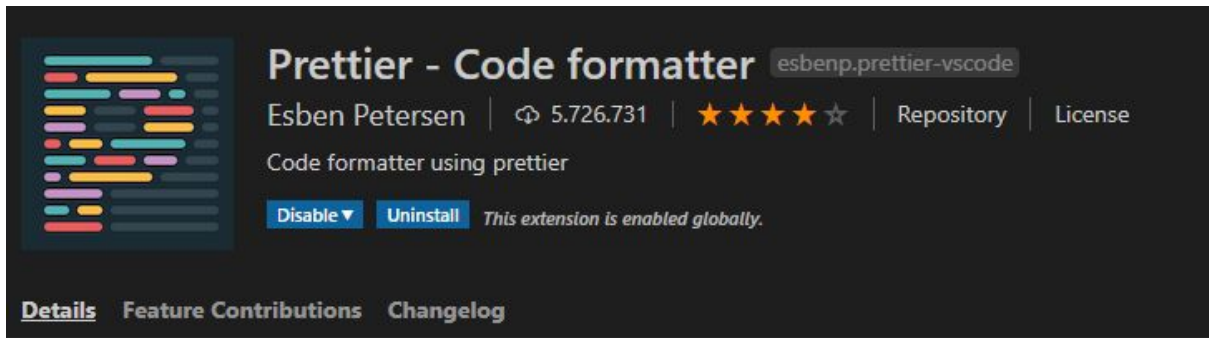 Prettier - Code formatter esbenp.prettier-vscode
Esben Petersen 5.726.731 Repository License
Code formatter using prettier
Disable Uninstall This extension is enabled globally.
Details Feature Contributions Changelog